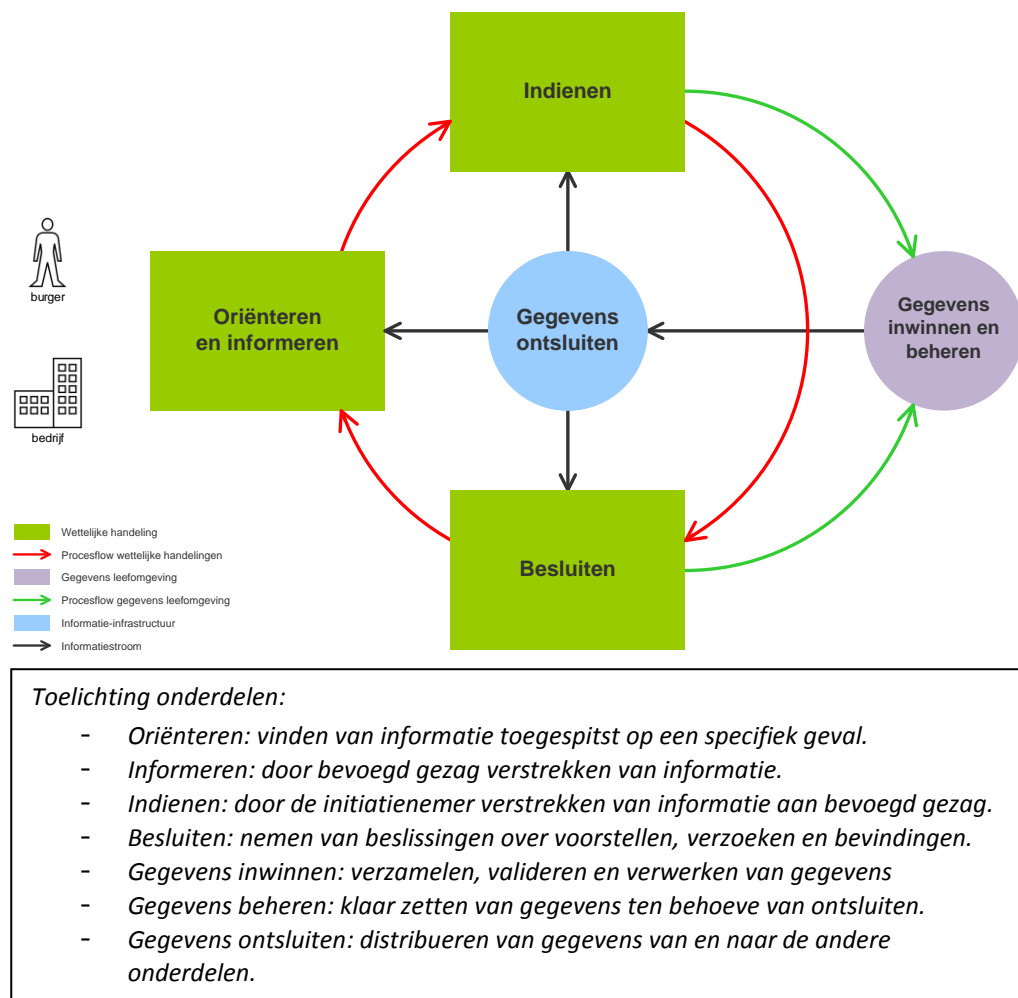 Indienen
burger
Oriënteren
en informeren
Gegevens
ontsluiten
Gegevens
inwinnen en
beheren
bedrijf
Besluiten
Wettelijke handeling
Procesflow wettelijke handelingen
Gegevens leefomgeving
Procesflow gegevens leefomgeving
Informatie-infrastructuur
Informatiestroom
Toelichting onderdelen:
- Oriënteren: vinden van informatie toegespitst op een specifiek geval.
- Informeren: door bevoegd gezag verstrekken van informatie.
- Indienen: door de initiatienemer verstrekken van informatie aan bevoegd gezag.
- Besluiten: nemen van beslissingen over voorstellen, verzoeken en bevindingen.
- Gegevens inwinnen: verzamelen, valideren en verwerken van gegevens
- Gegevens beheren: klaar zetten van gegevens ten behoeve van ontsluiten.
- Gegevens ontsluiten: distribueren van gegevens van en naar de andere
onderdelen.